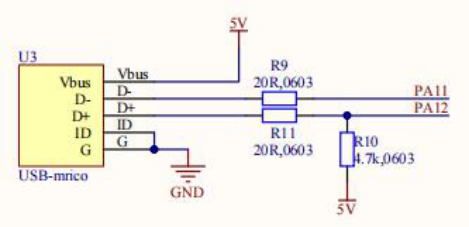 5V
U3
R9
20R,0603
Vbus
Vbus
D-
D-
PA11
D+
D+
PA12
ID
ID
R11
20R,0603
R10
4.7k,0603
G
G
USB-mrico
GND
5V